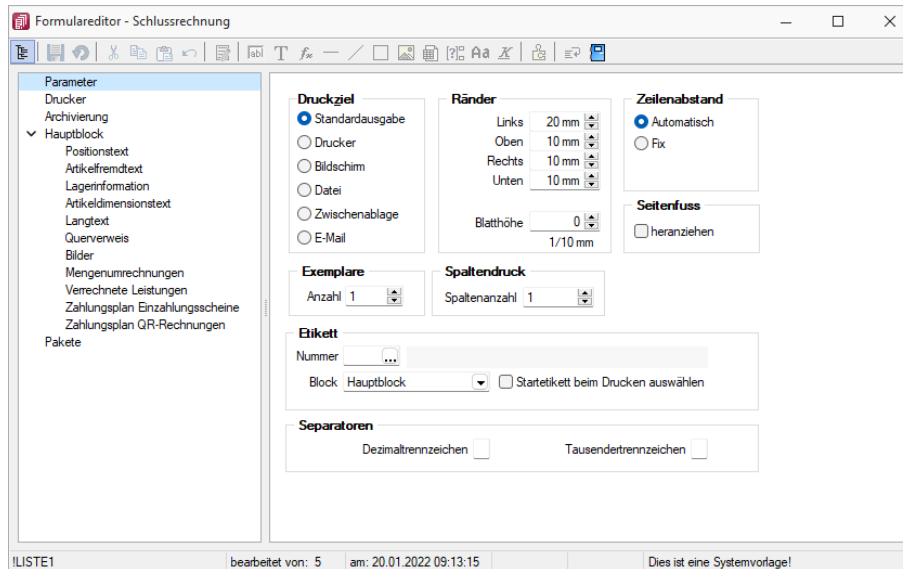 Formulareditor - Schlussrechnung
Parameter
Drucker
Archivierung
Hauptblock
Positionstext
Artikelfremdtext
Lagerinformation
Artikeldimensionstext
Langtext
Querverweis
Bilder
Mengenumrechnungen
Verrechnete Leistungen
Zahlungsplan Einzahlungsscheine
Zahlungsplan QR-Rechnungen
Pakete
Druckziel
Standardausgabe
Drucker
Bildschirm
Datei
Zwischenablage
E-Mail
Ränder
Links 20 mm
Oben 10 mm
Rechts 10 mm
Unten 10 mm
Blatthöhe 0
1/10 mm
Zeilenabstand
Automatisch
Fix
Seitenfuss
heranziehen
Exemplare
Anzahl 1
Spaltendruck
Spaltenanzahl 1
Etikett
Nummer ...
Block Hauptblock Startetikett beim Drucken auswählen
Separatoren
Dezimaltrennzeichen Tausendertrennzeichen
!LISTE1 bearbeitet von: 5 am: 20.01.2022 09:13:15 Dies ist eine Systemvorlage!